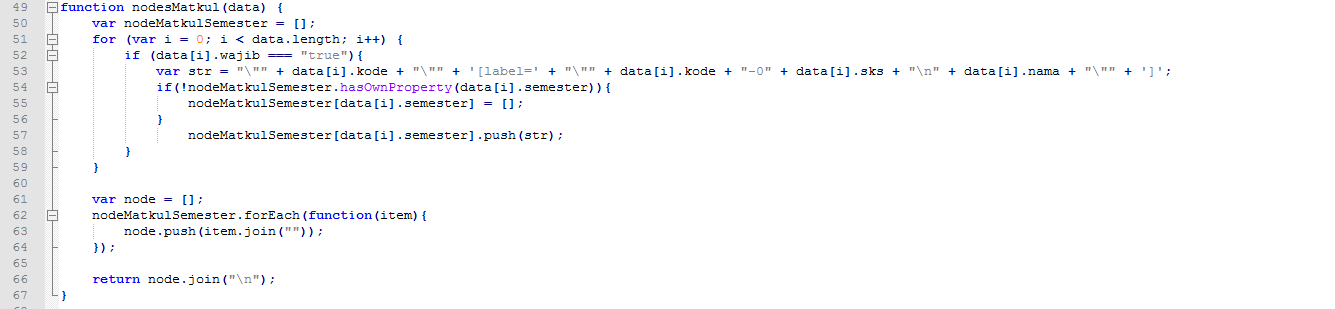 49 function nodesMatkul(data) {
50     var nodeMatkulSemester = [];
51     for (var i = 0; i < data.length; i++) {
52         if (data[i].wajib === "true"){
53             var str = "\"" + data[i].kode + "\"" + '[label=' + "\"" + data[i].kode + "-0" + data[i].sks + "\n" + data[i].nama + "\"" + ']';
54             if(!nodeMatkulSemester.hasOwnProperty(data[i].semester)){
55                 nodeMatkulSemester[data[i].semester] = [];
56             }
57                 nodeMatkulSemester[data[i].semester].push(str);
58         }
59     }
60
61     var node = [];
62     nodeMatkulSemester.forEach(function(item){
63         node.push(item.join(""));
64     });
65
66     return node.join("\n");
67 }